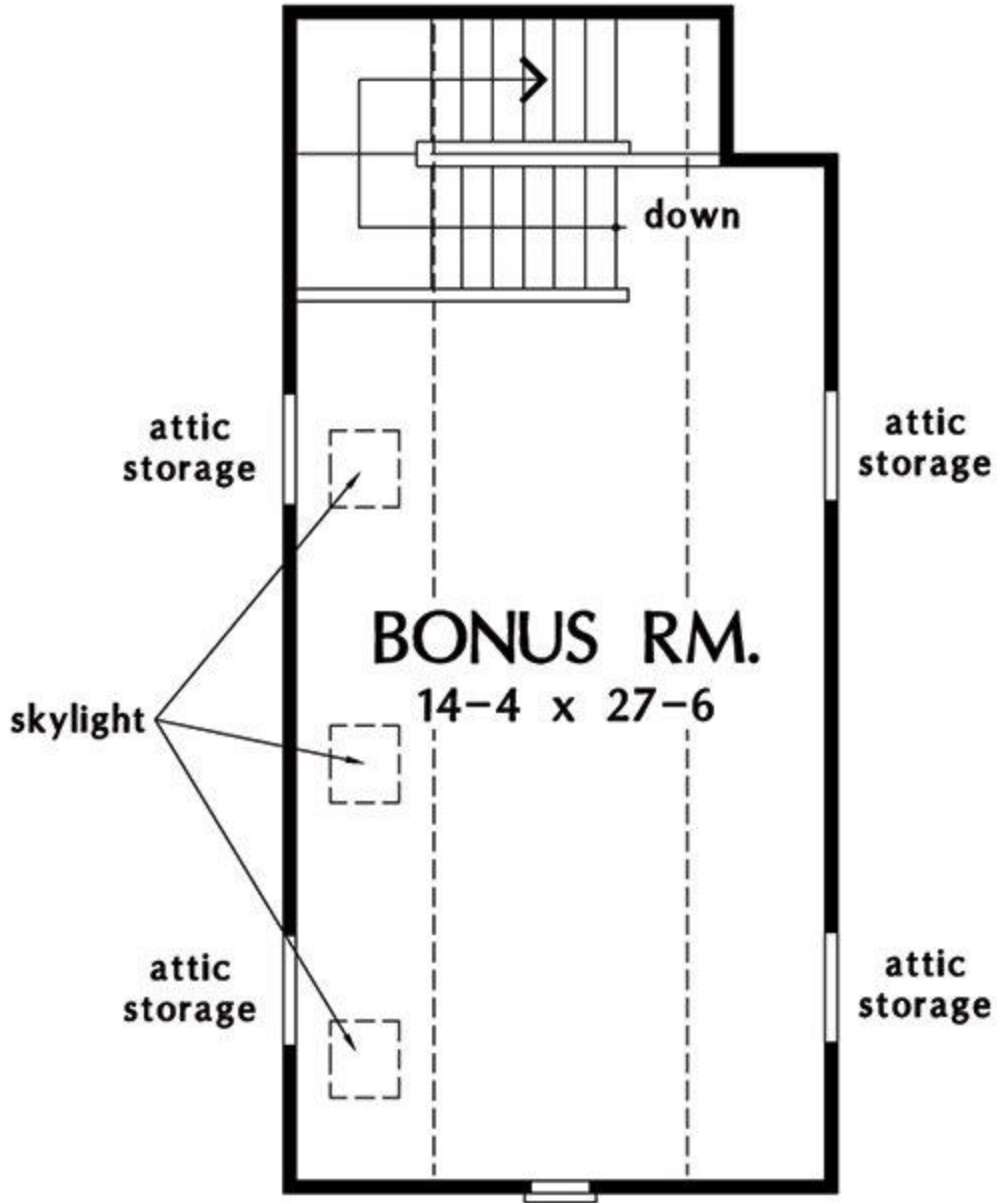 down
attic
storage
attic
storage
BONUS RM.
14-4 x 27-6
skylight
attic
storage
attic
storage